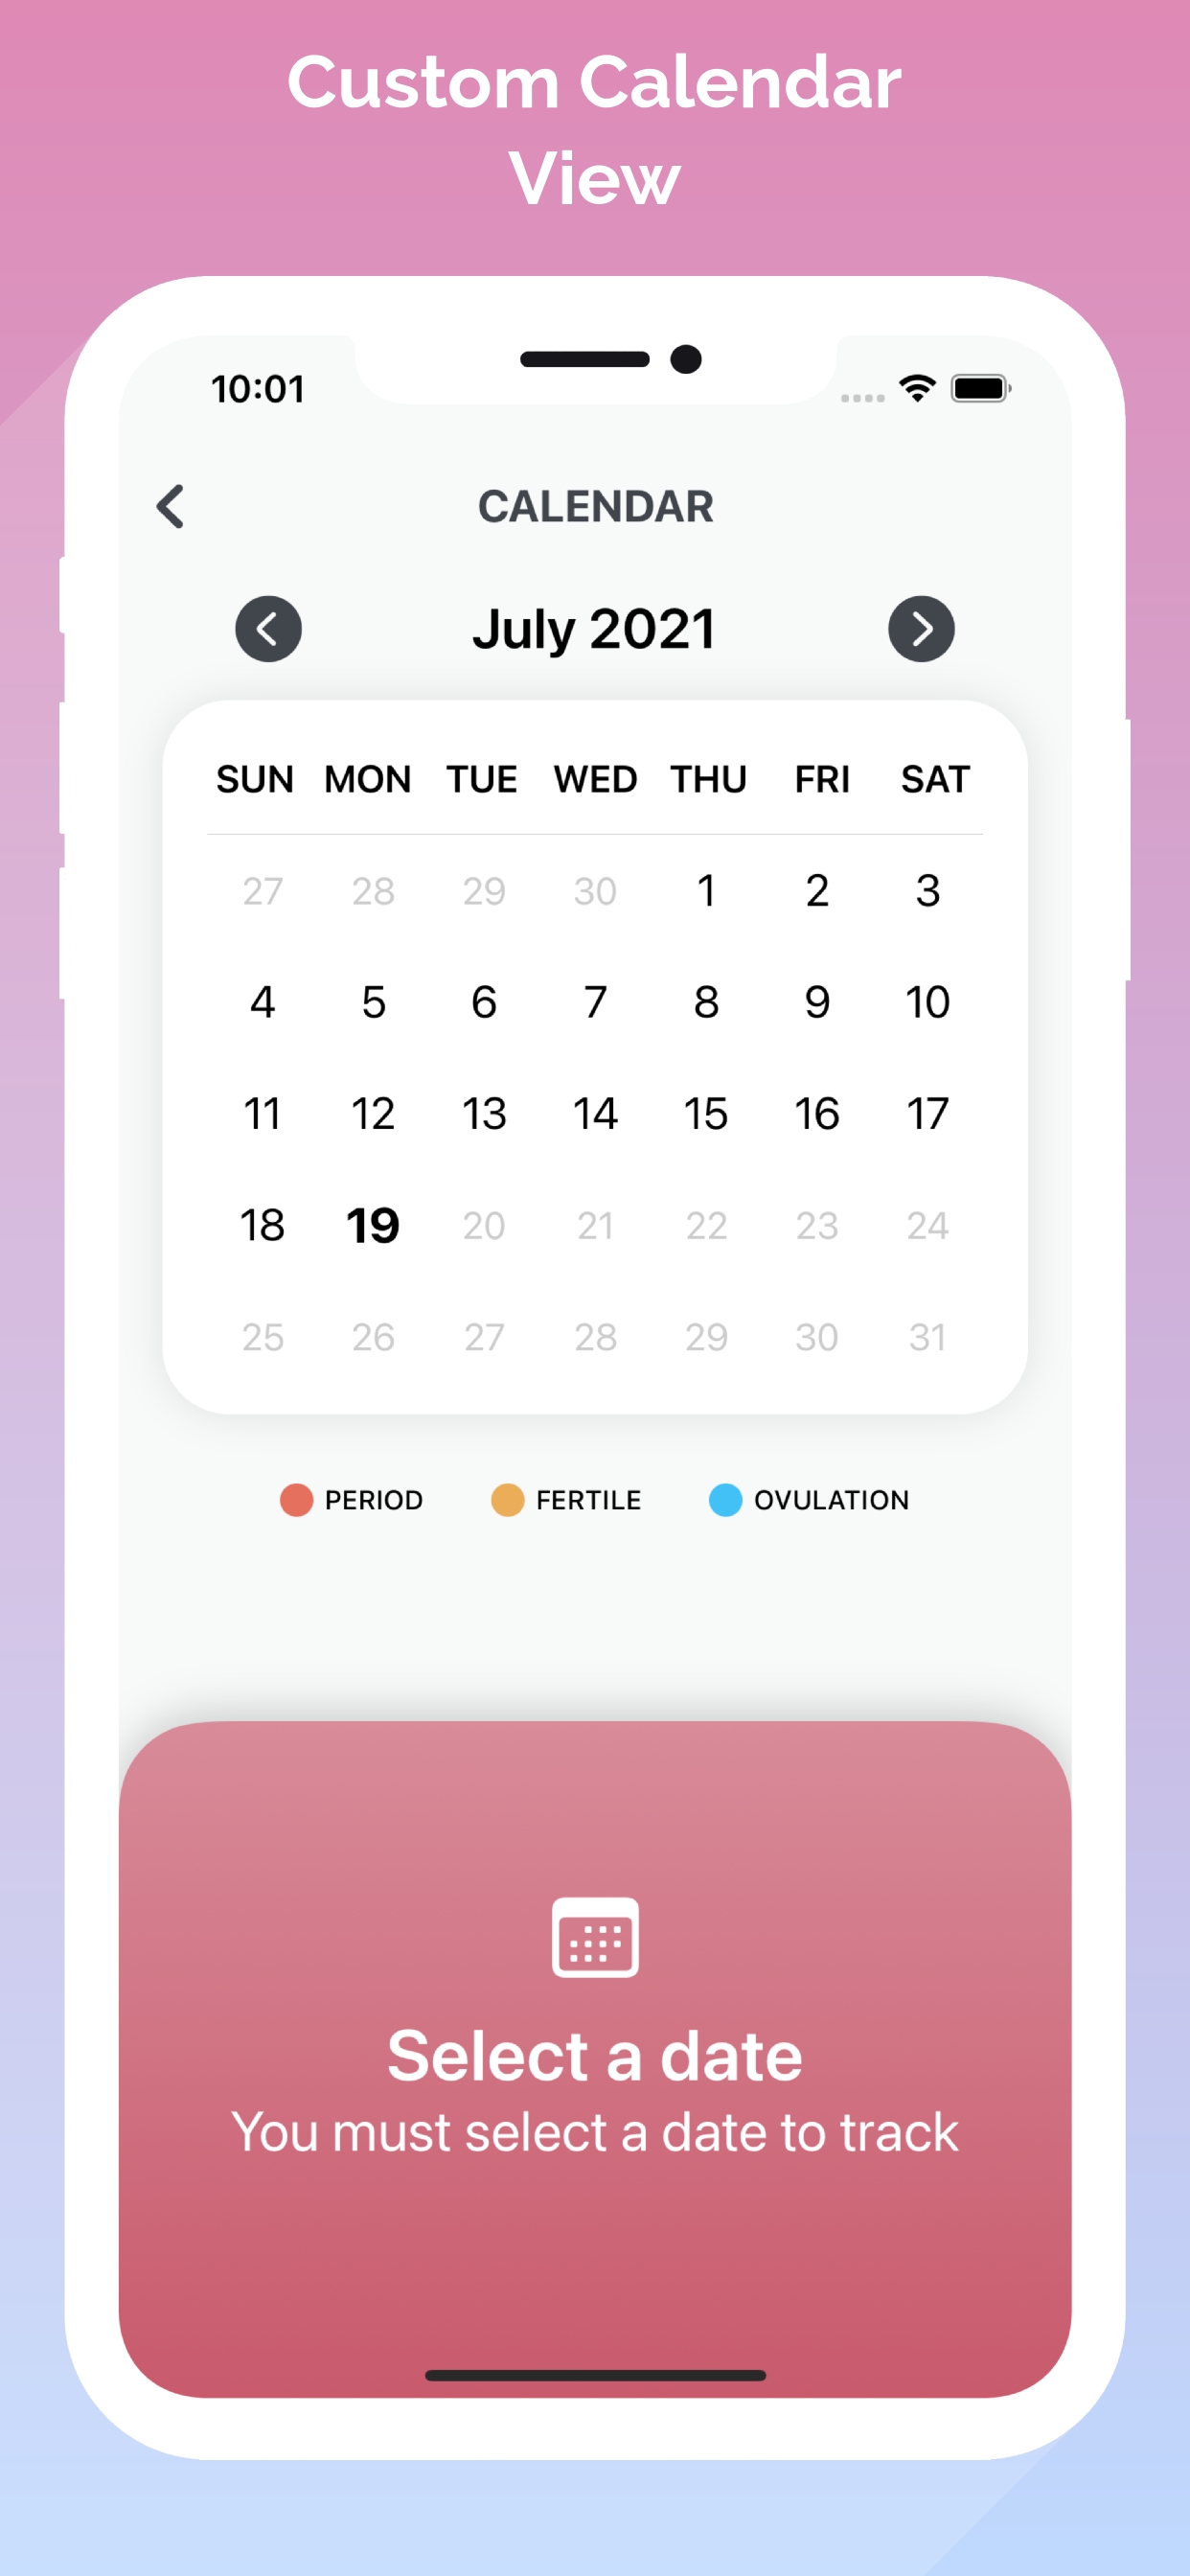 Custom Calendar
View
10:01
CALENDAR
July 2021
SUN MON TUE WED THU FRI SAT
27 28 29 30 1 2 3
4 5 6 7 8 9 10
11 12 13 14 15 16 17
18 19 20 21 22 23 24
25 26 27 28 29 30 31
PERIOD FERTILE OVULATION
Select a date
You must select a date to track